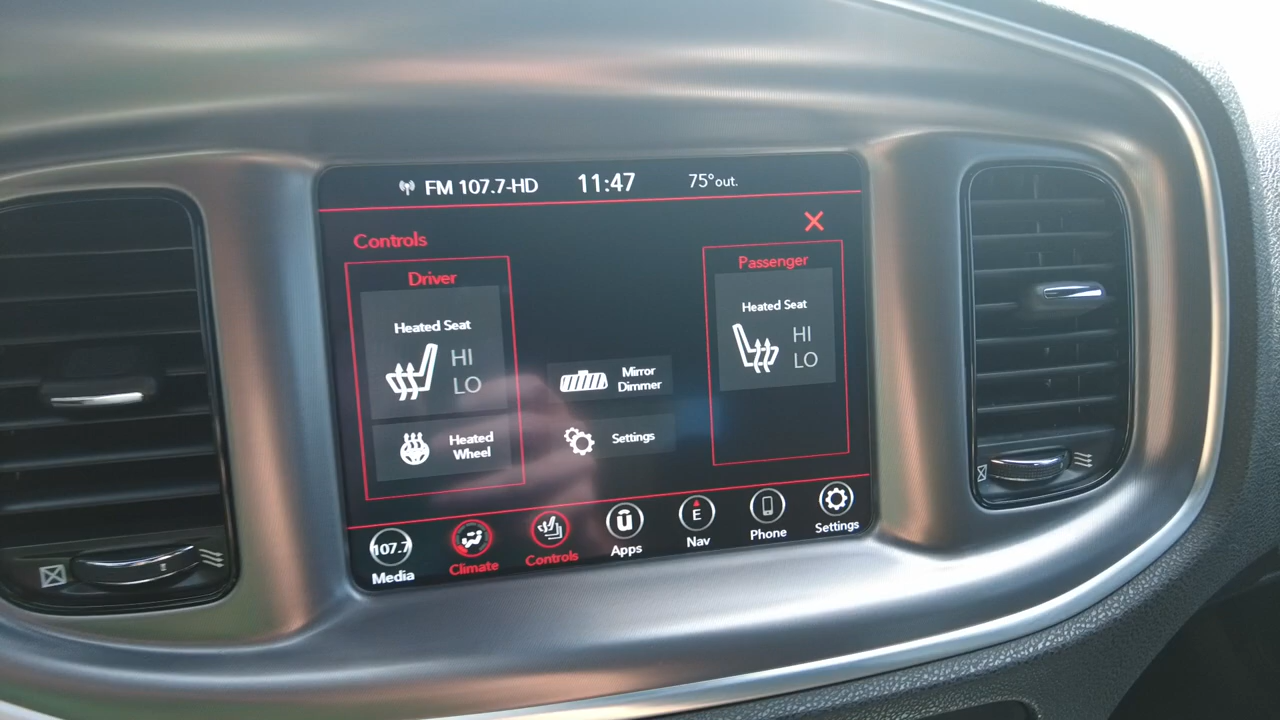 FM 107.7-HD 11:47 75°out.
Controls
Driver
Heated Seat
HI
LO
Heated
Wheel
Mirror
Dimmer
Settings
Passenger
Heated Seat
HI
LO
107.7
Media
Climate
Controls
Apps
E
Nav
Phone
Settings